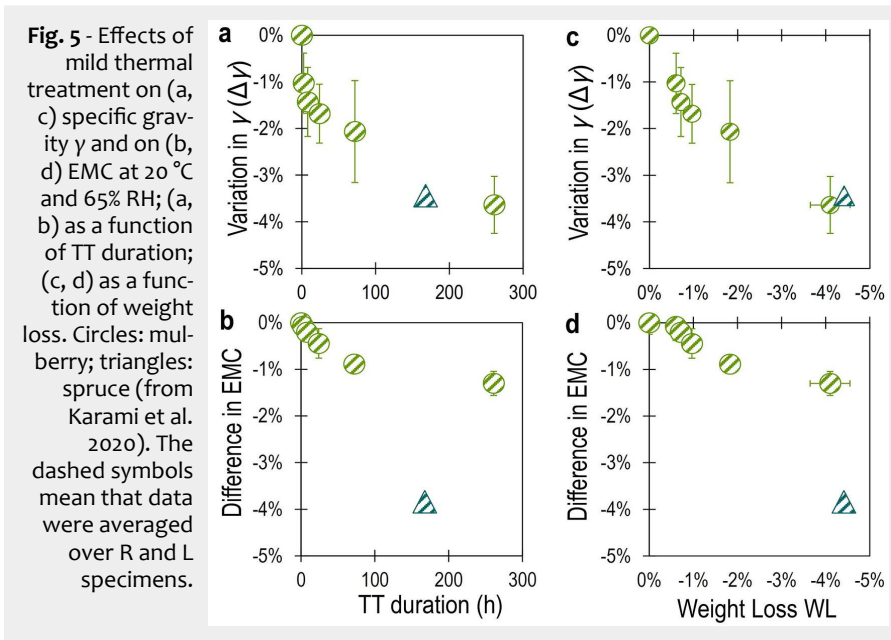 Fig. 5 - Effects of
mild thermal
treatment on (a,
c) specific grav-
ity γ and on (b,
d) EMC at 20 °C
and 65% RH; (a,
b) as a function
of TT duration;
(c, d) as a func-
tion of weight
loss. Circles: mul-
berry; triangles:
spruce (from
Karami et al.
2020). The
dashed symbols
mean that data
were averaged
over R and L
specimens.
a
Variation in γ (Δγ)
0%
-1%
-2%
-3%
-4%
-5%
0 100 200 300
c
Variation in γ (Δγ)
0%
-1%
-2%
-3%
-4%
-5%
0% -1% -2% -3% -4% -5%
b
Difference in EMC
0%
-1%
-2%
-3%
-4%
-5%
0 100 200 300
TT duration (h)
d
Difference in EMC
0%
-1%
-2%
-3%
-4%
-5%
0% -1% -2% -3% -4% -5%
Weight Loss WL